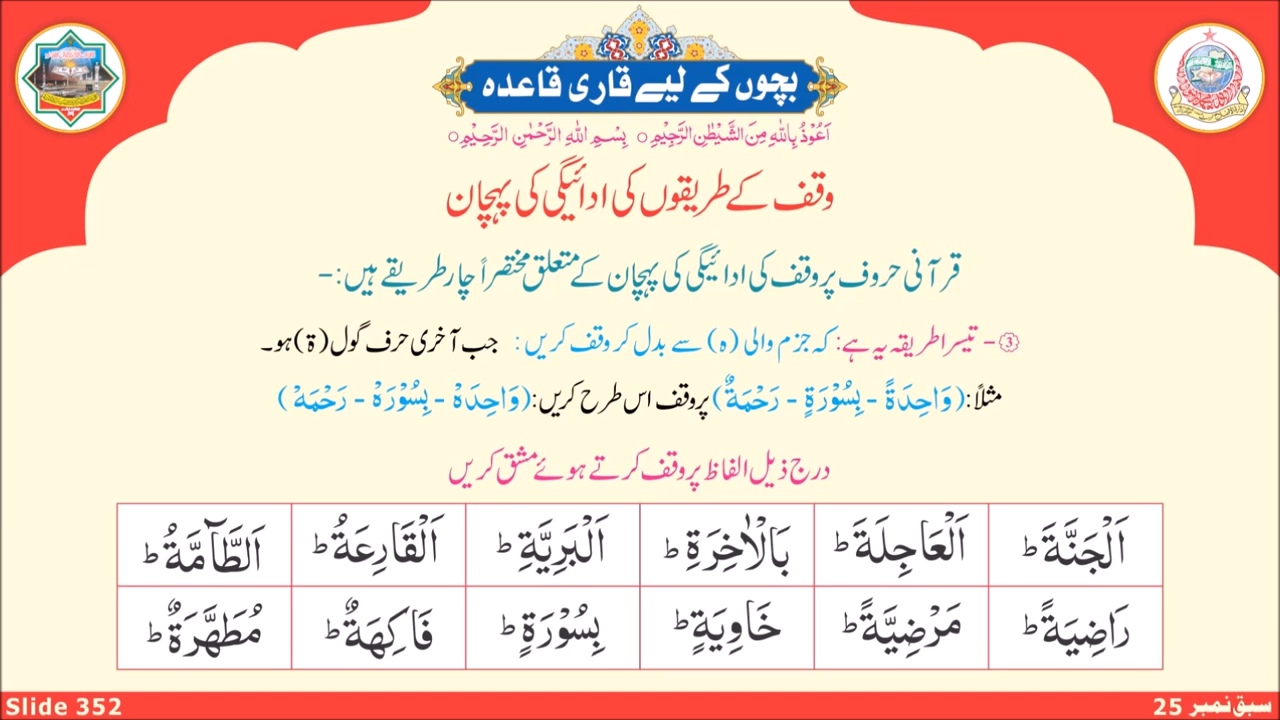 بچوں کے لیے قاری قاعدہ
اَعُوْذُ بِاللّٰهِ مِنَ الشَّيْطٰنِ الرَّجِيْمِ ○ بِسْمِ اللّٰهِ الرَّحْمٰنِ الرَّحِيْمِ ○
وقف کے طریقوں کی ادائیگی کی پہچان
قرآنی حروف پر وقف کی ادائیگی کی پہچان کے متعلق مختصراً چار طریقے ہیں:-
3 - تیسرا طریقہ یہ ہے: کہ جزم والی (ہ) سے بدل کر وقف کریں: جب آخری حرف گول (ة) ہو۔
مثلاً: (وَاحِدَةً - بِسُوْرَةٍ - رَحْمَةٌ) پر وقف اس طرح کریں: (وَاحِدَهْ - بِسُوْرَهْ - رَحْمَهْ)
درج ذیل الفاظ پر وقف کرتے ہوئے مشق کریں
اَلْجَنَّةَ ط اَلْعَاجِلَةَ ط بَالْاٰخِرَةِ ط اَلْبَرِيَّةِ ط اَلْقَارِعَةُ ط اَلطَّآمَّةُ ط
رَاضِيَةً ط مَرْضِيَّةً ط خَاوِيَةٍ ط بِسُوْرَةٍ ط فَاكِهَةٌ ط مُطَهَّرَةٌ ط
Slide 352
سبق نمبر 25